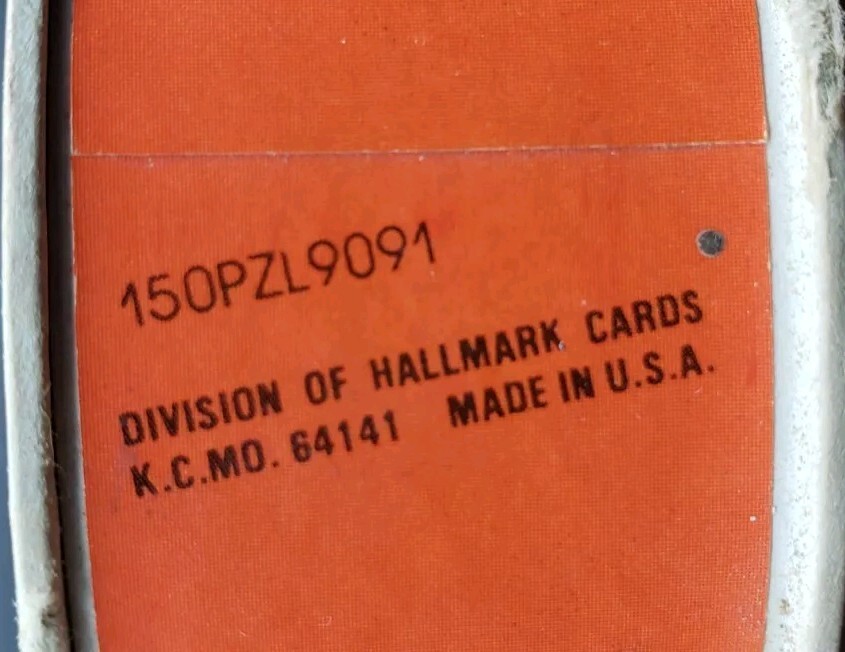 150PZL9091
DIVISION OF HALLMARK CARDS
K.C.MO. 64141 MADE IN U.S.A.